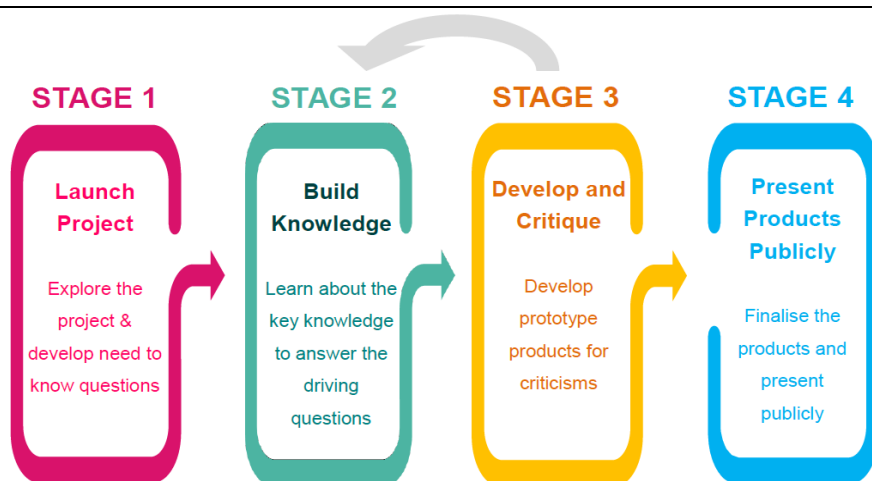 STAGE 1
Launch
Project
Explore the
project &
develop need to
know questions
STAGE 2
Build
Knowledge
Learn about the
key knowledge
to answer the
driving
questions
STAGE 3
Develop and
Critique
Develop
prototype
products for
criticisms
STAGE 4
Present
Products
Publicly
Finalise the
products and
present
publicly